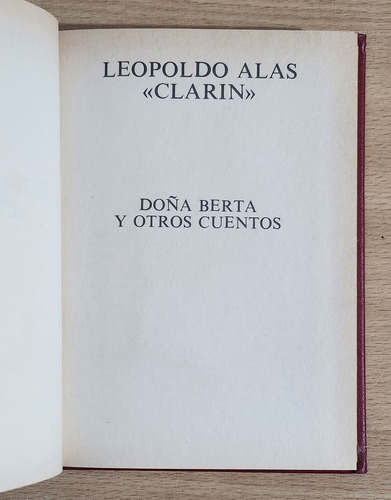 LEOPOLDO ALAS
«CLARIN»
DOÑA BERTA
Y OTROS CUENTOS